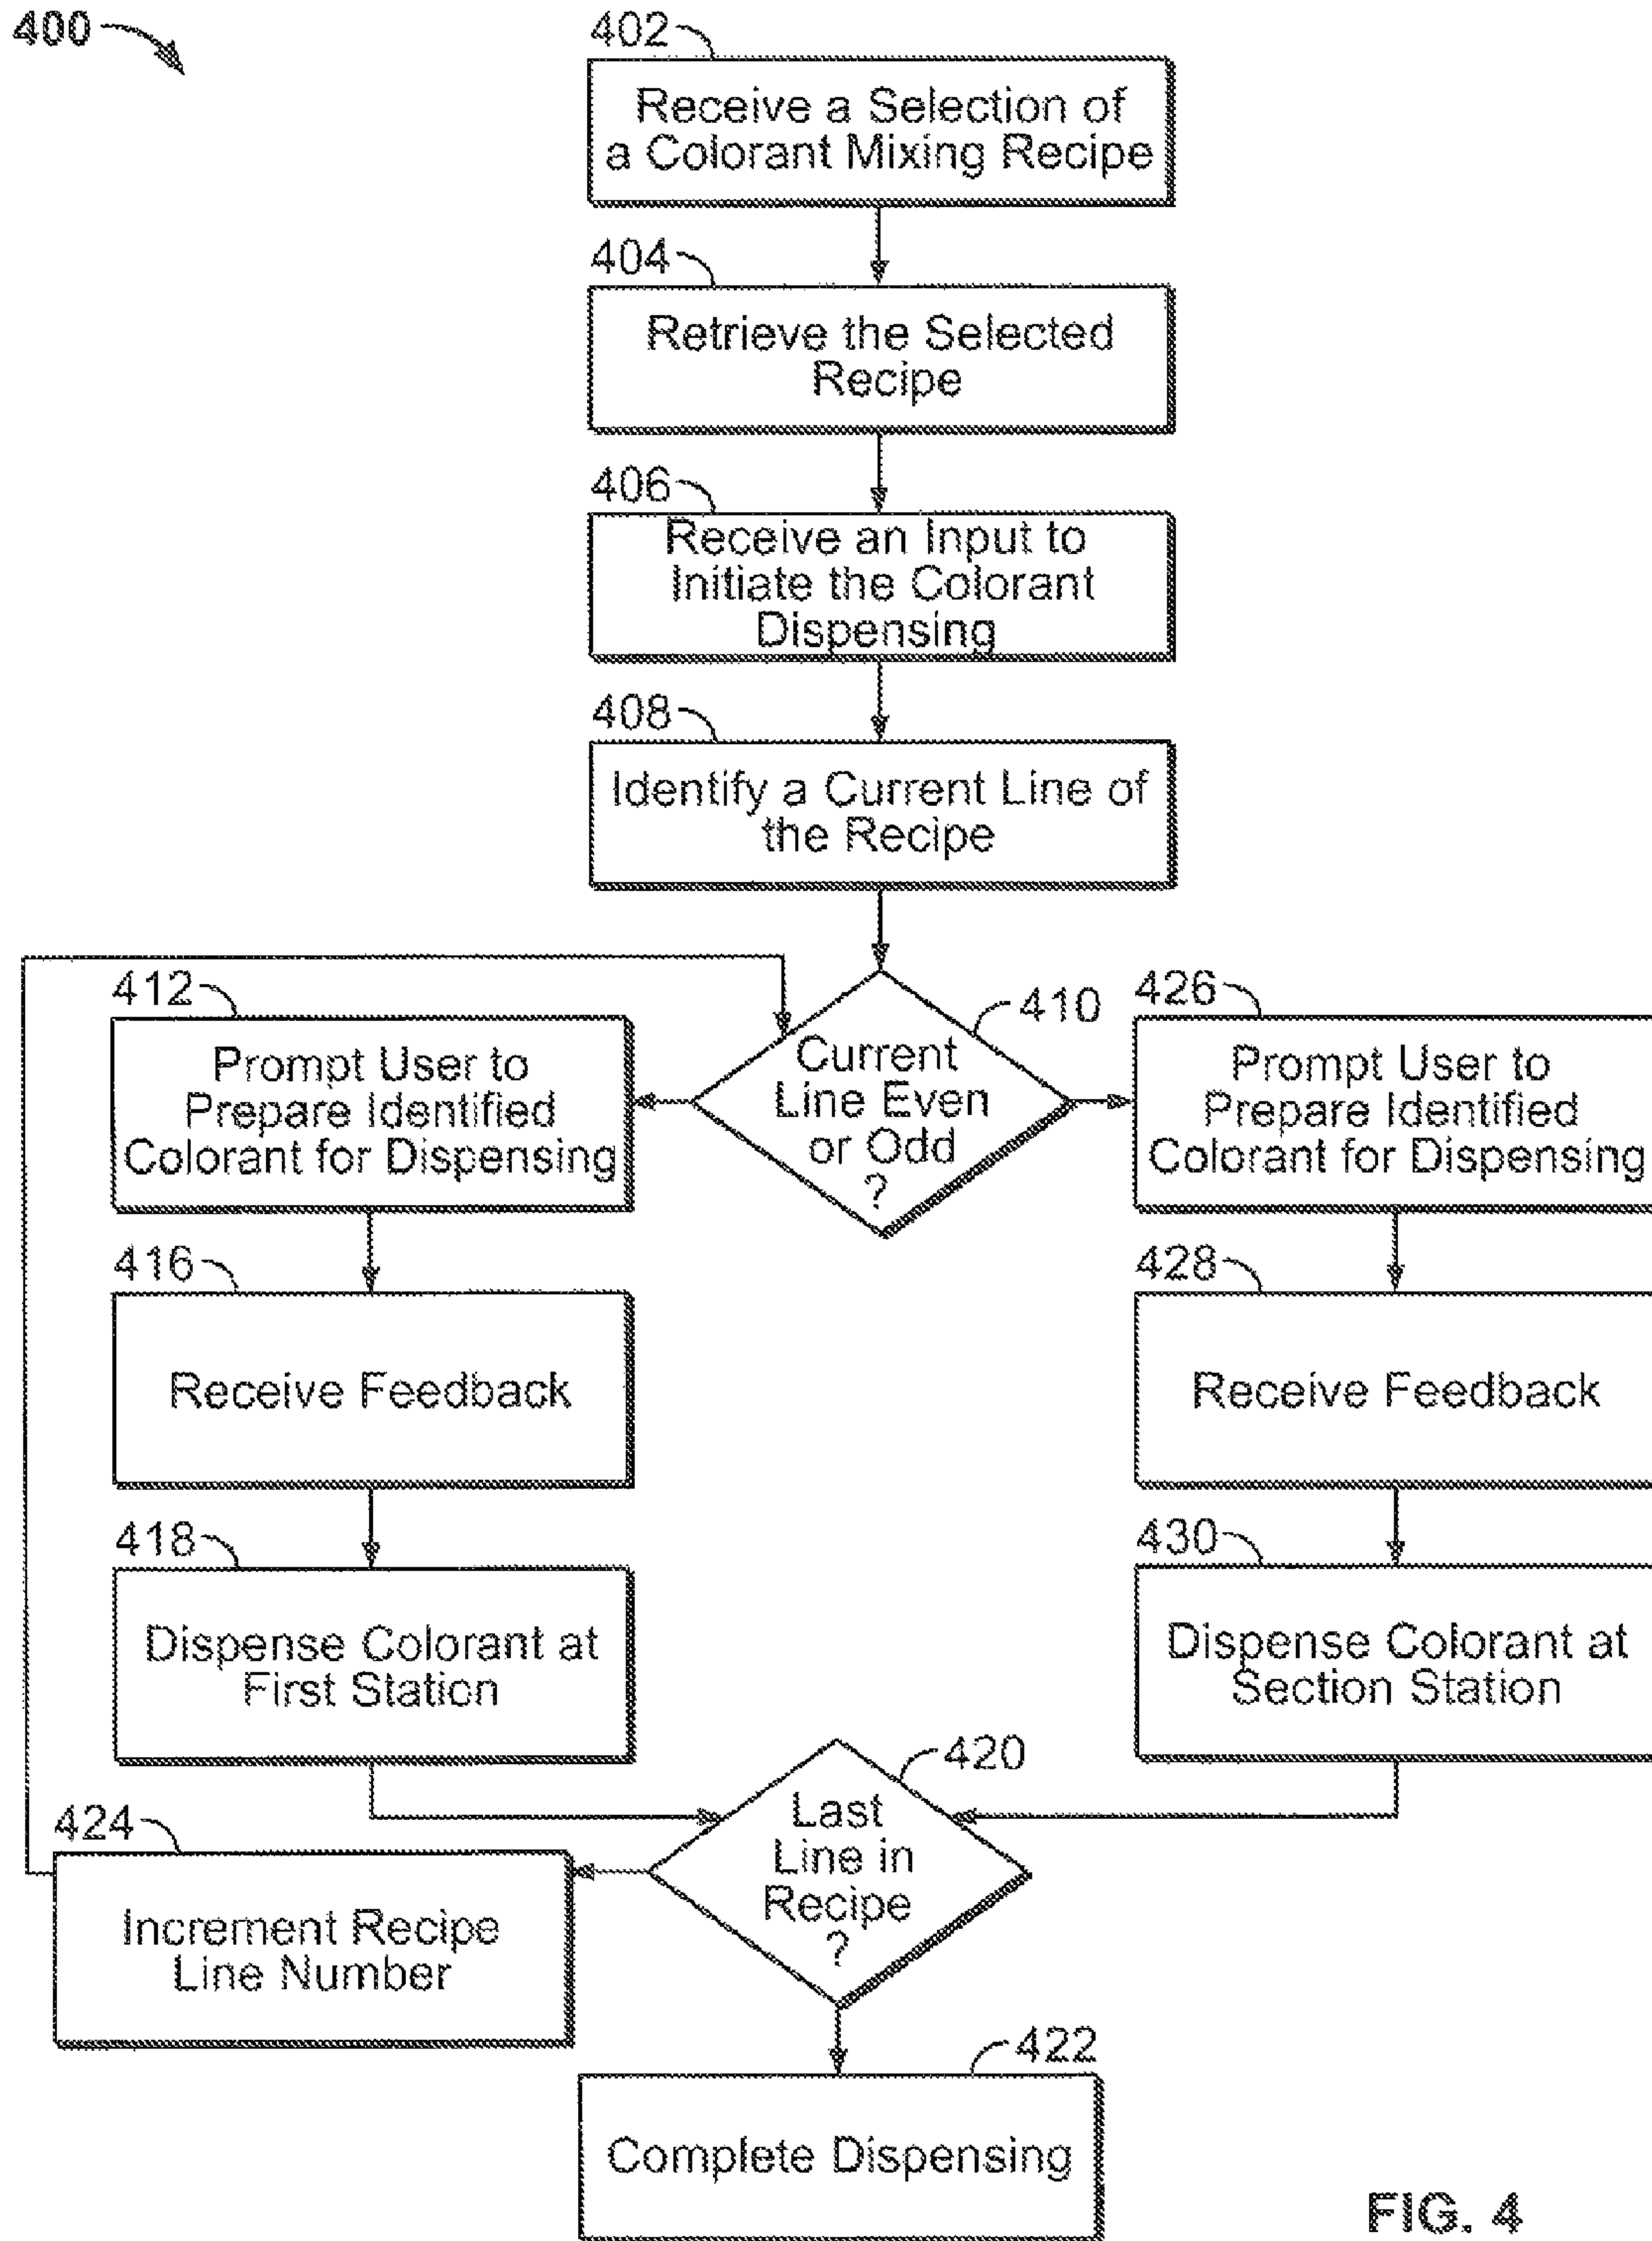 400
402
Receive a Selection of
a Colorant Mixing Recipe
404
Retrieve the Selected
Recipe
406
Receive an Input to
Initiate the Colorant
Dispensing
408
Identify a Current Line of
the Recipe
410
Current
Line Even
or Odd
?
412
Prompt User to
Prepare Identified
Colorant for Dispensing
416
Receive Feedback
418
Dispense Colorant at
First Station
426
Prompt User to
Prepare Identified
Colorant for Dispensing
428
Receive Feedback
430
Dispense Colorant at
Section Station
420
Last
Line in
Recipe
?
424
Increment Recipe
Line Number
422
Complete Dispensing
FIG. 4